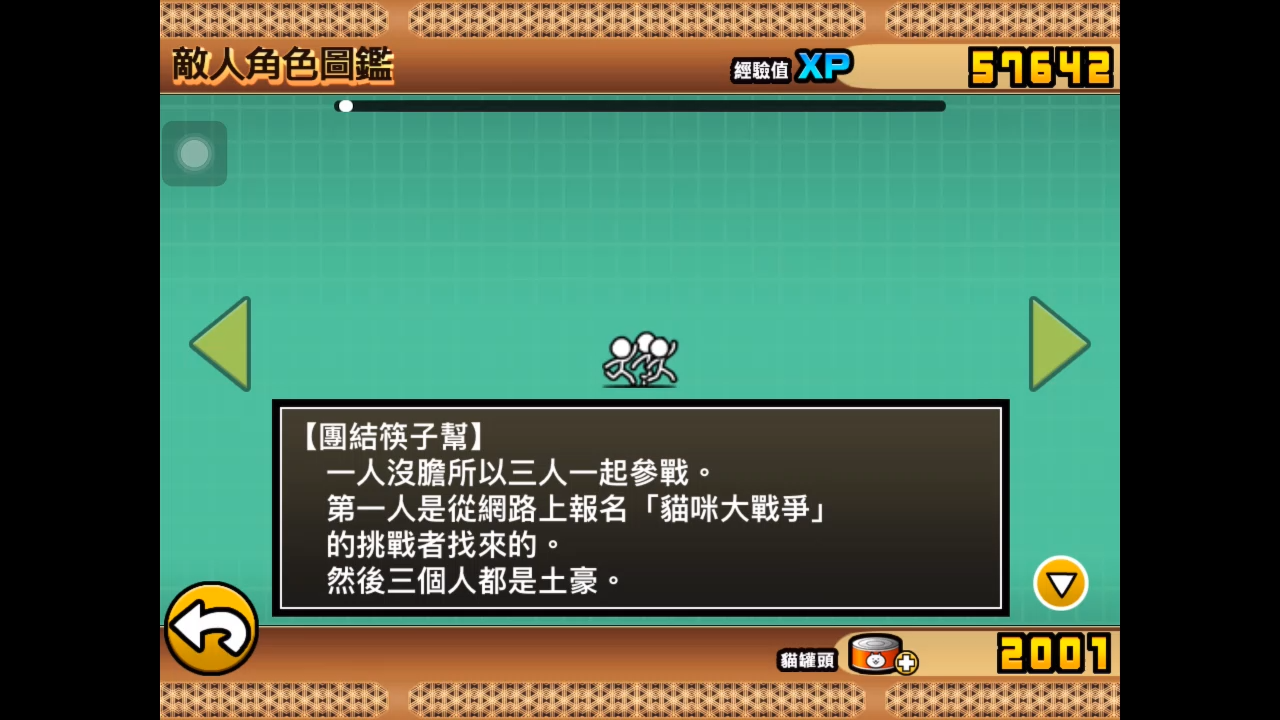 敵人角色圖鑑
經驗值 XP 57642
【團結筷子幫】
一人沒膽所以三人一起參戰。
第一人是從網路上報名「貓咪大戰爭」
的挑戰者找來的。
然後三個人都是土豪。
貓罐頭 2001